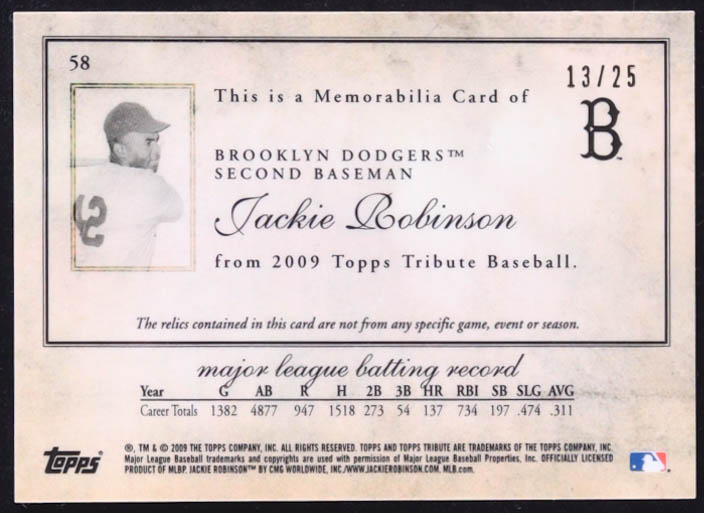 58
13/25
This is a Memorabilia Card of
B
BROOKLYN DODGERS™
SECOND BASEMAN
Jackie Robinson
from 2009 Topps Tribute Baseball.
42
The relics contained in this card are not from any specific game, event or season.
major league batting record
Year G AB R H 2B 3B HR RBI SB SLG AVG
Career Totals 1382 4877 947 1518 273 54 137 734 197 .474 .311
topps
®, TM & © 2009 THE TOPPS COMPANY, INC. ALL RIGHTS RESERVED. TOPPS AND TOPPS TRIBUTE ARE TRADEMARKS OF THE TOPPS COMPANY, INC.
Major League Baseball trademarks and copyrights are used with permission of Major League Baseball Properties, Inc. OFFICIALLY LICENSED
PRODUCT OF MLBP. JACKIE ROBINSON™ BY CMG WORLDWIDE, INC./WWW.JACKIEROBINSON.COM. MLB.com.